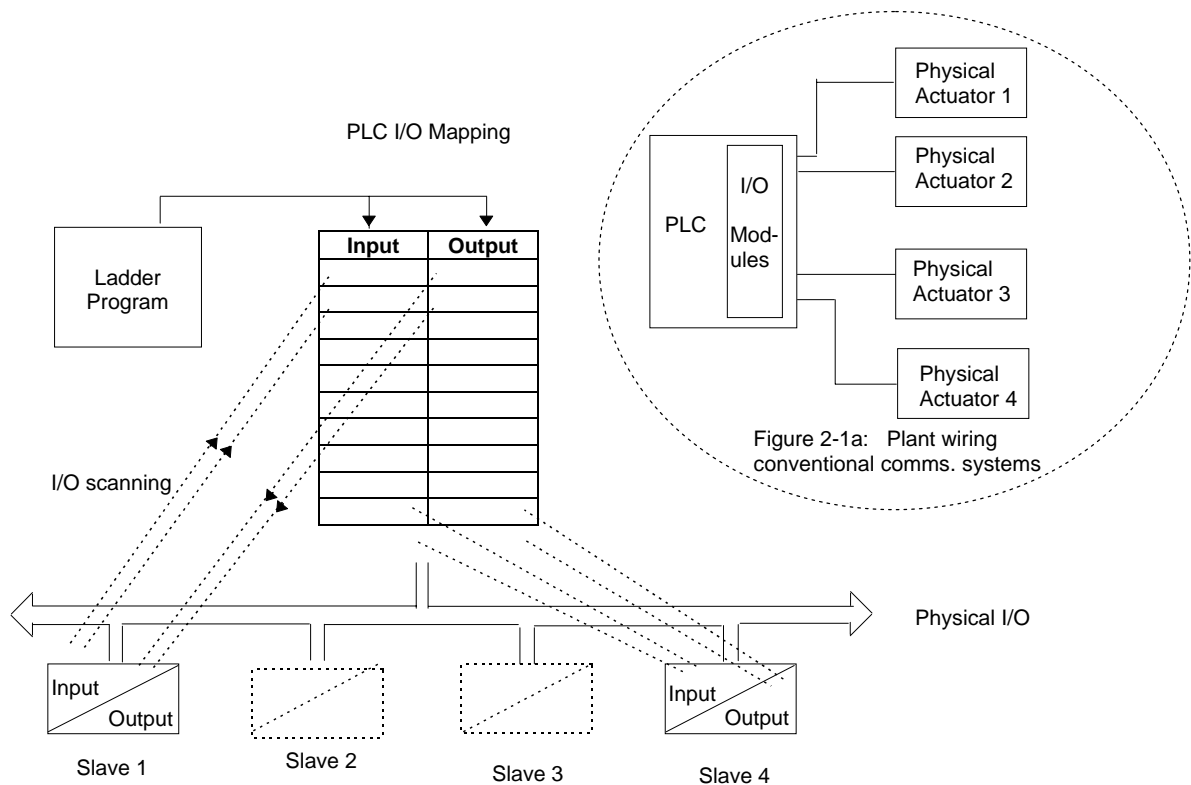 PLC I/O Mapping
Ladder
Program
Input Output
I/O scanning
Physical I/O
Input
Output
Slave 1
Slave 2
Slave 3
Input
Output
Slave 4
PLC
I/O
Mod-
ules
Physical
Actuator 1
Physical
Actuator 2
Physical
Actuator 3
Physical
Actuator 4
Figure 2-1a: Plant wiring
conventional comms. systems